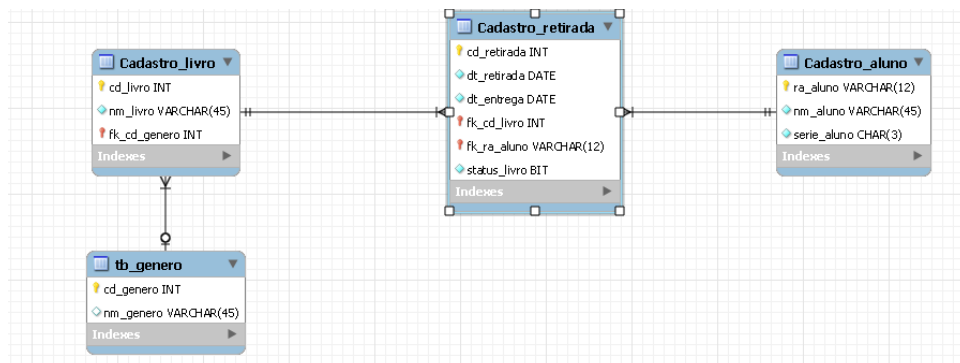 Cadastro_retirada
cd_retirada INT
dt_retirada DATE
dt_entrega DATE
fk_cd_livro INT
fk_ra_aluno VARCHAR(12)
status_livro BIT
Indexes
Cadastro_livro
cd_livro INT
nm_livro VARCHAR(45)
fk_cd_genero INT
Indexes
Cadastro_aluno
ra_aluno VARCHAR(12)
nm_aluno VARCHAR(45)
serie_aluno CHAR(3)
Indexes
tb_genero
cd_genero INT
nm_genero VARCHAR(45)
Indexes